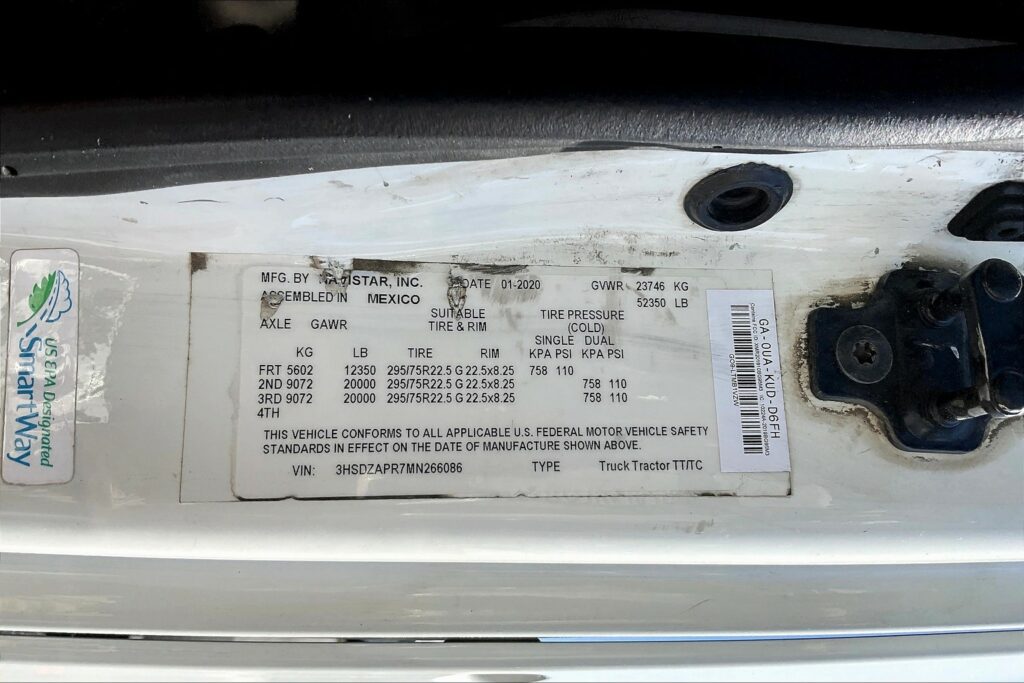 US EPA Designated
SmartWay
MFG. BY NAVISTAR, INC. DATE 01-2020 GVWR 23746 KG
ASSEMBLED IN MEXICO 52350 LB
SUITABLE TIRE PRESSURE
AXLE GAWR TIRE & RIM (COLD)
SINGLE DUAL
KG LB TIRE RIM KPA PSI KPA PSI
FRT 5602 12350 295/75R22.5 G 22.5x8.25 758 110
2ND 9072 20000 295/75R22.5 G 22.5x8.25 758 110
3RD 9072 20000 295/75R22.5 G 22.5x8.25 758 110
4TH
THIS VEHICLE CONFORMS TO ALL APPLICABLE U.S. FEDERAL MOTOR VEHICLE SAFETY
STANDARDS IN EFFECT ON THE DATE OF MANUFACTURE SHOWN ABOVE.
VIN: 3HSDZAPR7MN266086 TYPE Truck Tractor TT/TC
GA-0UA-KUD-D6FH